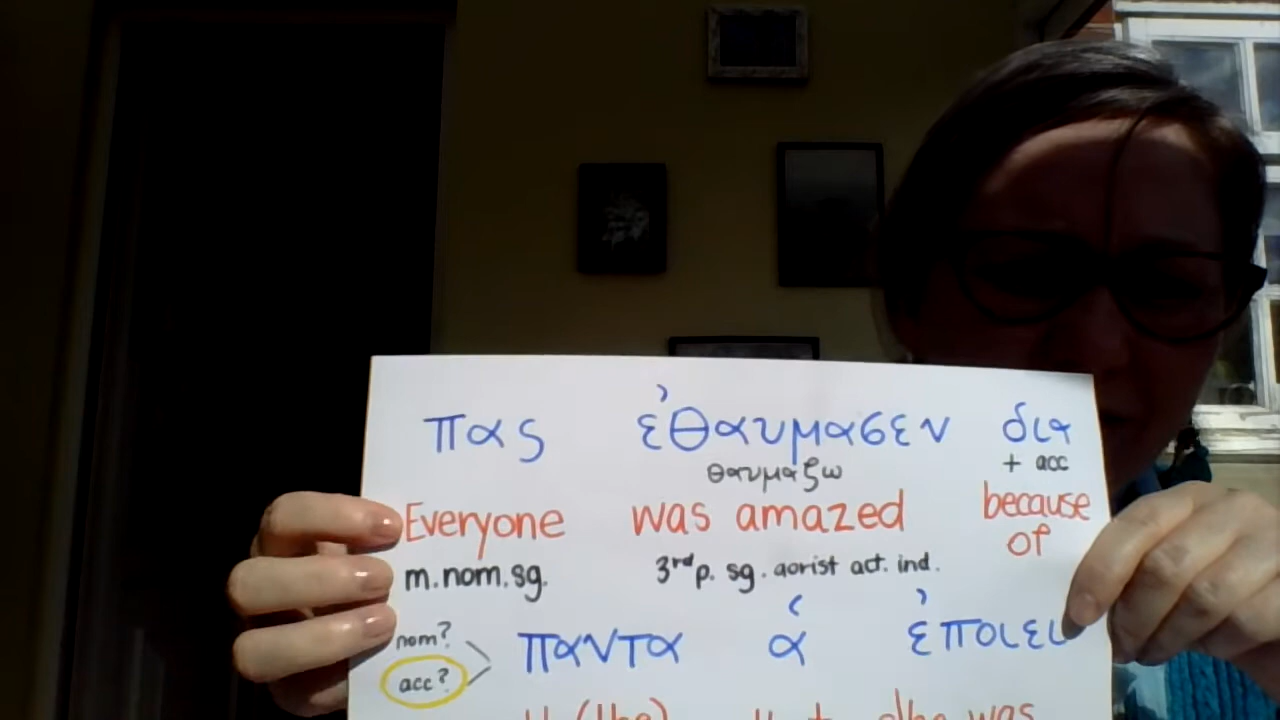 πας ἐθαυμασεν δια
θαυμαζω + acc
Everyone was amazed because of
m.nom.sg. 3rd p. sg. aorist act. ind.
nom?
acc?
παντα ἁ ἐποιει